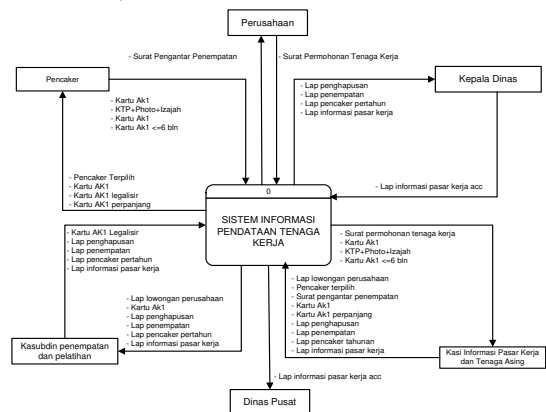 Perusahaan
- Surat Pengantar Penempatan
- Surat Permohonan Tenaga Kerja
Pencaker
Kepala Dinas
- Kartu Ak1
- KTP+Photo+Izajah
- Kartu Ak1
- Kartu Ak1 <=6 bln
- Lap penghapusan
- Lap penempatan
- Lap pencaker pertahun
- Lap informasi pasar kerja
- Pencaker Terpilih
- Kartu AK1
- Kartu AK1 legalisir
- Kartu AK1 perpanjang
- Lap informasi pasar kerja acc
0
SISTEM INFORMASI
PENDATAAN TENAGA
KERJA
- Kartu AK1 Legalisir
- Lap penghapusan
- Lap penempatan
- Lap pencaker pertahun
- Lap informasi pasar kerja
- Surat permohonan tenaga kerja
- Kartu Ak1
- KTP+Photo+Izajah
- Kartu Ak1 <=6 bln
- Lap lowongan perusahaan
- Kartu Ak1
- Lap penghapusan
- Lap penempatan
- Lap pencaker pertahun
- Lap informasi pasar kerja
- Lap lowongan perusahaan
- Pencaker terpilih
- Surat pengantar penempatan
- Kartu Ak1
- Kartu Ak1 perpanjang
- Lap penghapusan
- Lap penempatan
- Lap pencaker tahunan
- Lap informasi pasar kerja
Kasubdin penempatan
dan pelatihan
Kasi Informasi Pasar Kerja
dan Tenaga Asing
- Lap informasi pasar kerja acc
Dinas Pusat